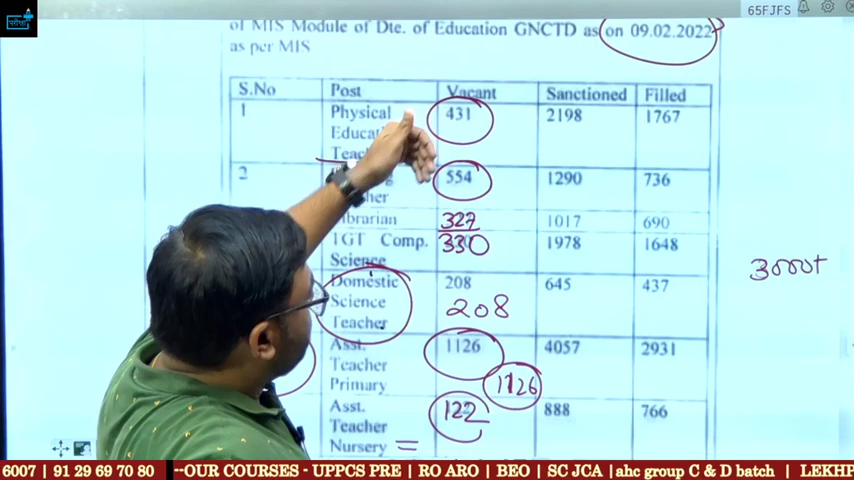 65FJFS
परीक्षा
of MIS Module of Dte. of Education GNCTD as on 09.02.2022
as per MIS
S.No Post Vacant Sanctioned Filled
1 Physical 431 2198 1767
2 554 1290 736
327 1017 690
TGT Comp. 330 1978 1648
Science
Domestic 208 645 437
Science 208
Teacher
3000+
Asst. 1126 4057 2931
Teacher
Primary 1126
Asst. 122 888 766
Teacher
Nursery =
6007 | 91 29 69 70 80 --OUR COURSES - UPPCS PRE | RO ARO | BEO | SC JCA |ahc group C & D batch | LEKHP